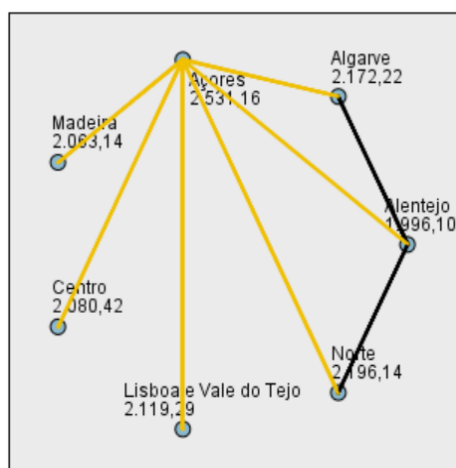 Algarve
2.172,22
Açores
2.531,16
Madeira
2.063,14
Alentejo
1.996,10
Centro
2.080,42
Norte
2.196,14
Lisboa e Vale do Tejo
2.119,29